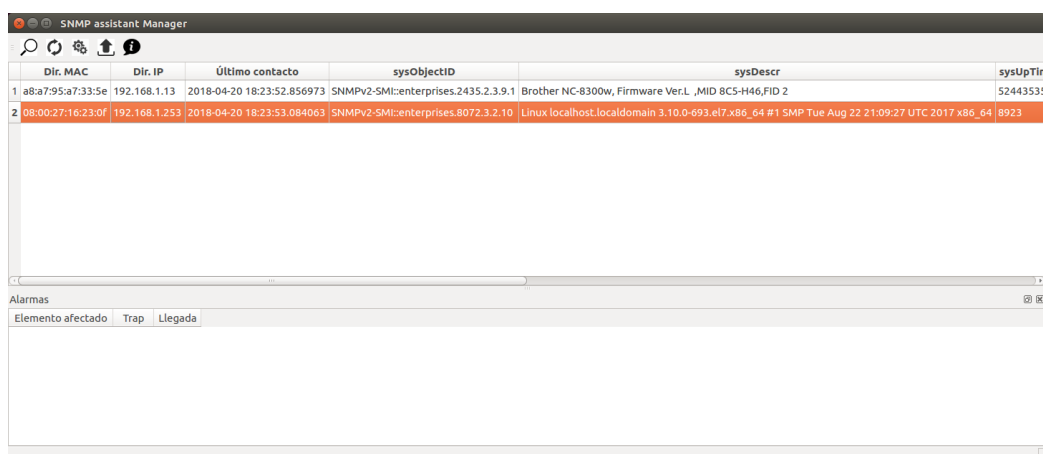 SNMP assistant Manager
Dir. MAC Dir. IP Último contacto sysObjectID sysDescr sysUpTir
1 a8:a7:95:a7:33:5e 192.168.1.13 2018-04-20 18:23:52.856973 SNMPv2-SMI::enterprises.2435.2.3.9.1 Brother NC-8300w, Firmware Ver.L ,MID 8C5-H46,FID 2 52443535
2 08:00:27:16:23:0f 192.168.1.253 2018-04-20 18:23:53.084063 SNMPv2-SMI::enterprises.8072.3.2.10 Linux localhost.localdomain 3.10.0-693.el7.x86_64 #1 SMP Tue Aug 22 21:09:27 UTC 2017 x86_64 8923
Alarmas
Elemento afectado Trap Llegada